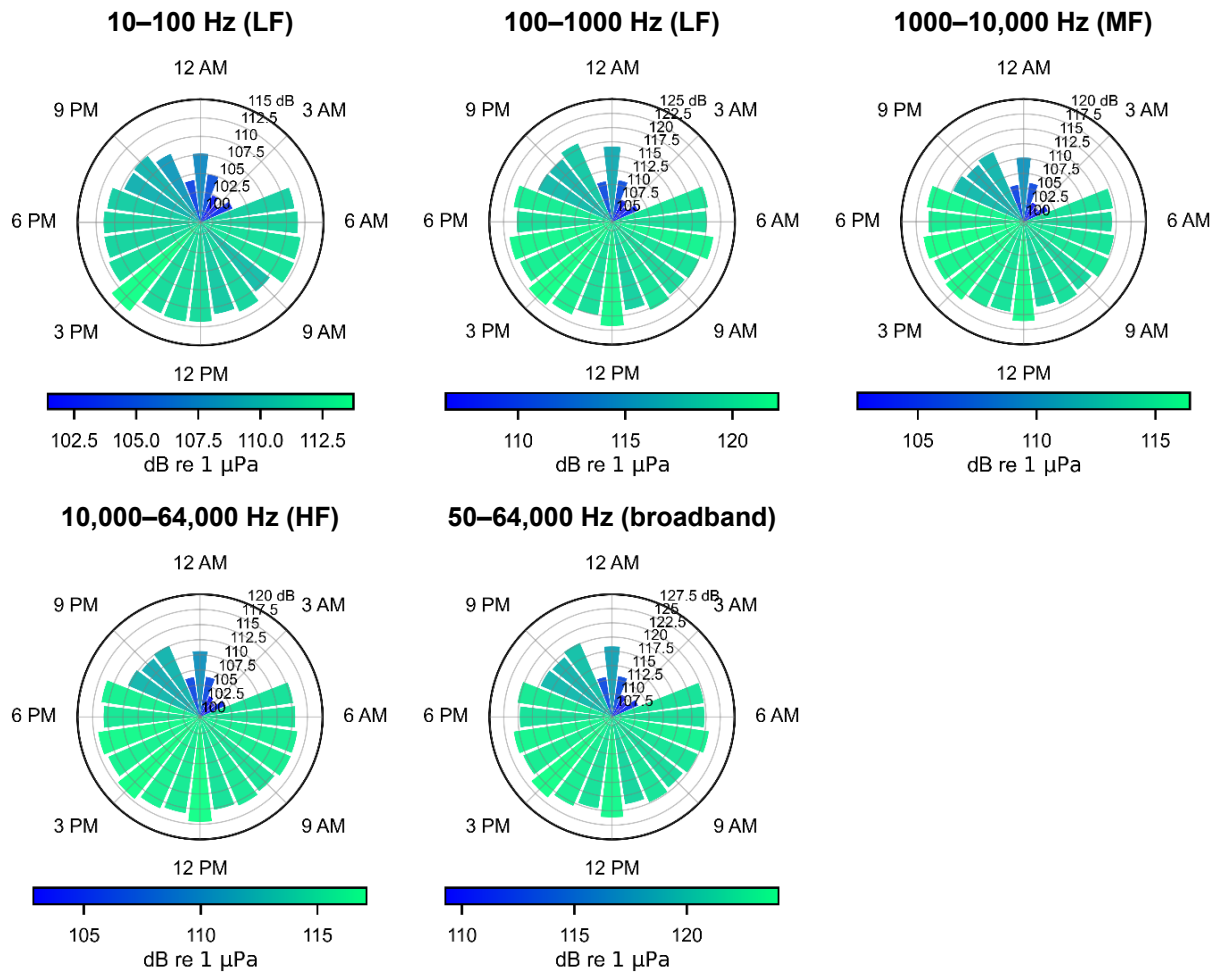 10–100 Hz (LF)
12 AM
9 PM
115 dB
3 AM
112.5
110
107.5
105
102.5
100
6 PM
6 AM
3 PM
9 AM
12 PM
102.5 105.0 107.5 110.0 112.5
dB re 1 µPa
100–1000 Hz (LF)
12 AM
9 PM
125 dB
3 AM
122.5
120
117.5
115
112.5
110
107.5
105
6 PM
6 AM
3 PM
9 AM
12 PM
110 115 120
dB re 1 µPa
1000–10,000 Hz (MF)
12 AM
9 PM
120 dB
3 AM
117.5
115
112.5
110
107.5
105
102.5
100
6 PM
6 AM
3 PM
9 AM
12 PM
105 110 115
dB re 1 µPa
10,000–64,000 Hz (HF)
12 AM
9 PM
120 dB
3 AM
117.5
115
112.5
110
107.5
105
102.5
100
6 PM
6 AM
3 PM
9 AM
12 PM
105 110 115
dB re 1 µPa
50–64,000 Hz (broadband)
12 AM
9 PM
127.5 dB
3 AM
125
122.5
120
117.5
115
112.5
110
107.5
6 PM
6 AM
3 PM
9 AM
12 PM
110 115 120
dB re 1 µPa